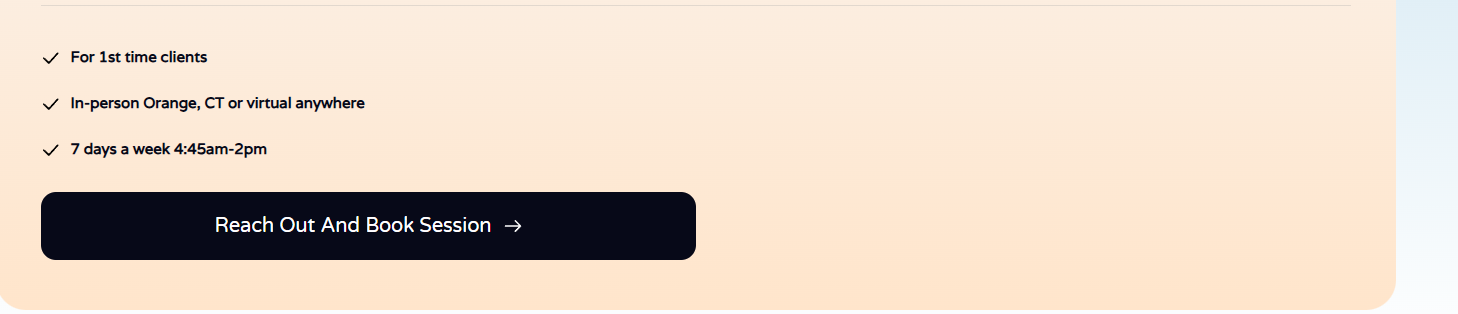 For 1st time clients
In-person Orange, CT or virtual anywhere
7 days a week 4:45am-2pm
Reach Out And Book Session →